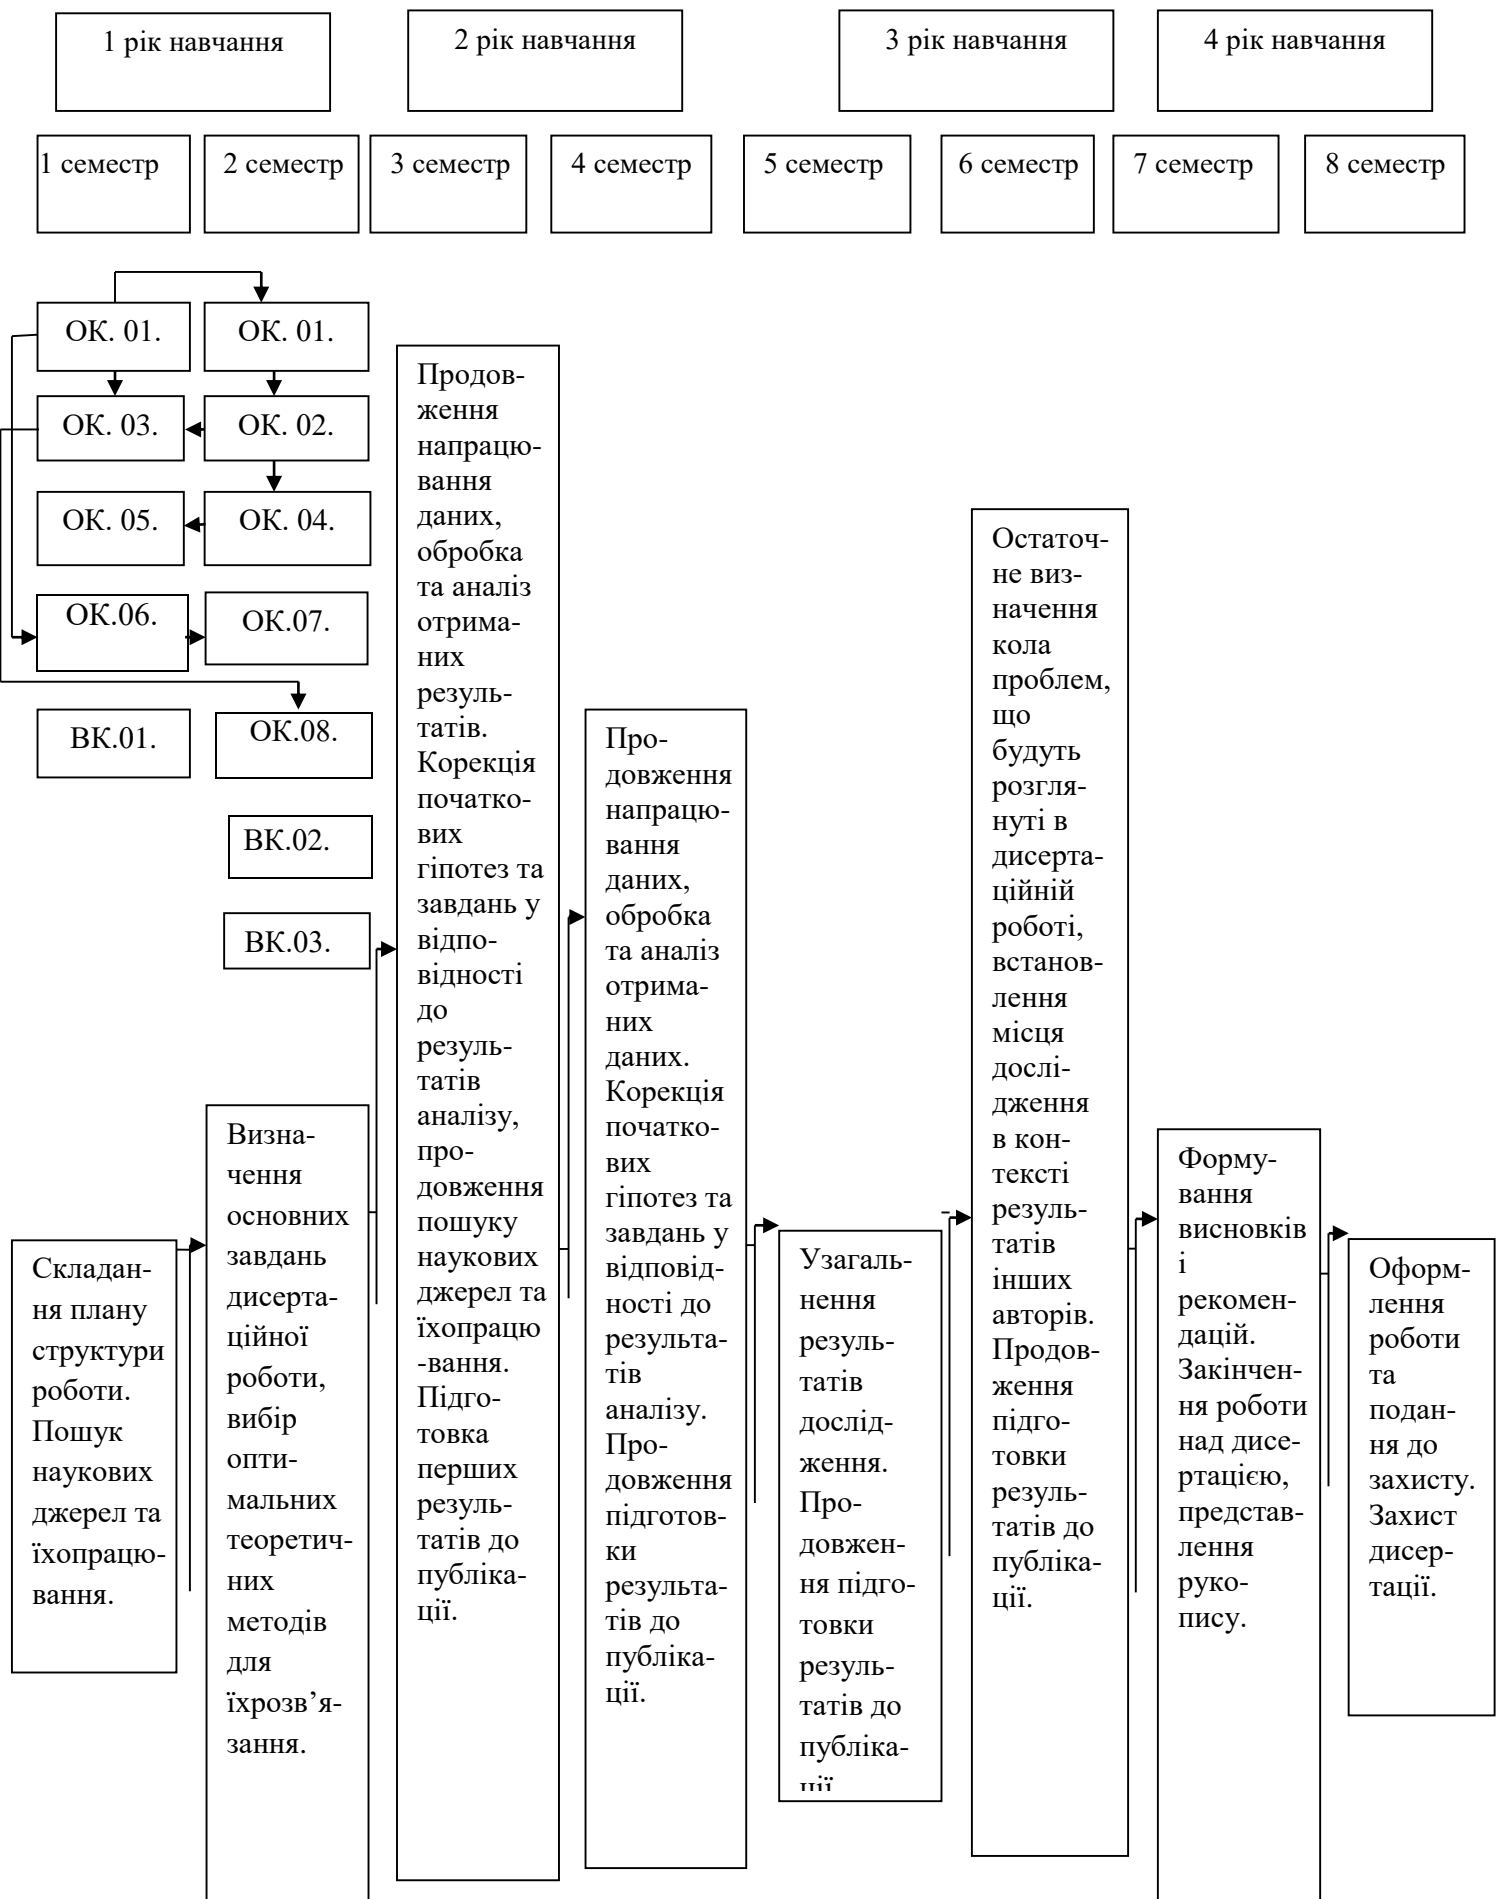 1 рік навчання
2 рік навчання
3 рік навчання
4 рік навчання
1 семестр
2 семестр
3 семестр
4 семестр
5 семестр
6 семестр
7 семестр
8 семестр
ОК. 01.
ОК. 01.
ОК. 03.
ОК. 02.
ОК. 05.
ОК. 04.
ОК.06.
ОК.07.
ВК.01.
ОК.08.
ВК.02.
ВК.03.
Складан-
ня плану
структури
роботи.
Пошук
наукових
джерел та
їхопрацю-
вання.
Визна-
чення
основних
завдань
дисерта-
ційної
роботи,
вибір
опти-
мальних
теоретич-
них
методів
для
їхрозв’я-
зання.
Продов-
ження
напрацю-
вання
даних,
обробка
та аналіз
отрима-
них
резуль-
татів.
Корекція
початко-
вих
гіпотез та
завдань у
відпо-
відності
до
резуль-
татів
аналізу,
про-
довження
пошуку
наукових
джерел та
їхопрацю
-вання.
Підго-
товка
перших
резуль-
татів до
публіка-
ції.
Про-
довження
напрацю-
вання
даних,
обробка
та аналіз
отрима-
них
даних.
Корекція
початко-
вих
гіпотез та
завдань у
відповід-
ності до
результа-
тів
аналізу.
Про-
довження
підготов-
ки
результа-
тів до
публіка-
ції.
Узагаль-
нення
резуль-
татів
дослід-
ження.
Про-
довжен-
ня підго-
товки
резуль-
татів до
публіка-
ції
Остаточ-
не виз-
начення
кола
проблем,
що
будуть
розгля-
нуті в
дисерта-
ційній
роботі,
встанов-
лення
місця
дослі-
дження
в кон-
тексті
резуль-
татів
інших
авторів.
Продов-
ження
підго-
товки
резуль-
татів до
публіка-
ції.
Форму-
вання
висновків
і
рекомен-
дацій.
Закінчен-
ня роботи
над дисе-
ртацією,
представ-
лення
руко-
пису.
Оформ-
лення
роботи
та
подан-
ня до
захисту.
Захист
дисер-
тації.